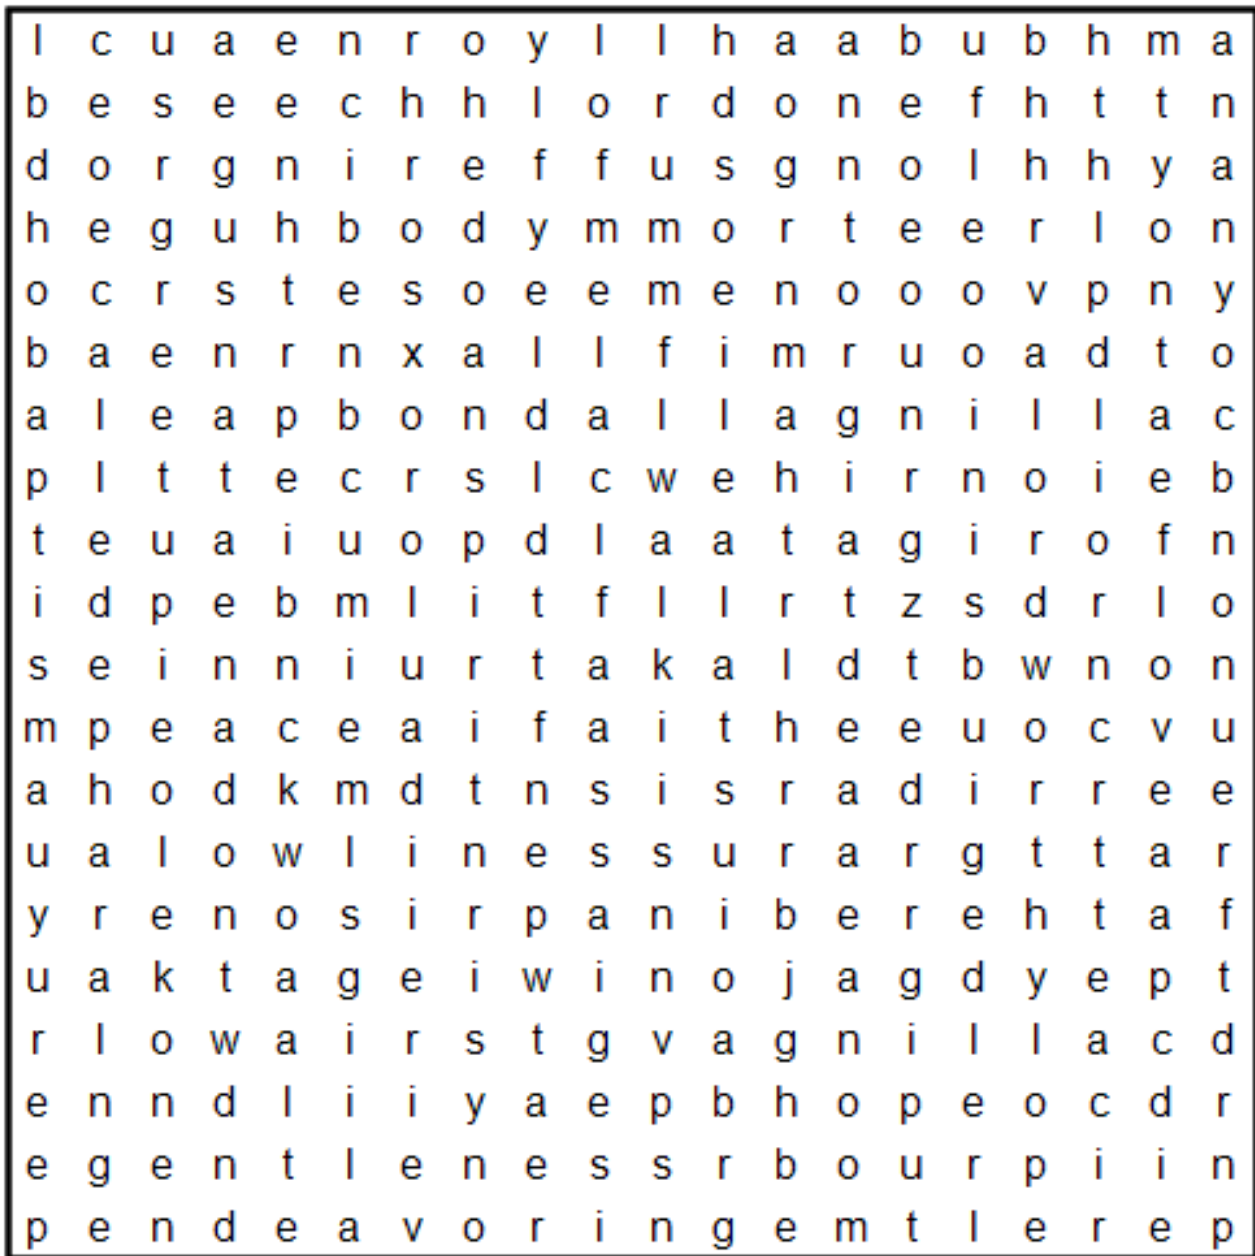 l c u a e n r o y l l h a a b u b h m a
b e s e e c h h l o r d o n e f h t t n
d o r g n i r e f f u s g n o l h h y a
h e g u h b o d y m m o r t e e r l o n
o c r s t e s o e e m e n o o o v p n y
b a e n r n x a l l f i m r u o a d t o
a l e a p b o n d a l l a g n i l l a c
p l t t e c r s l c w e h i r n o i e b
t e u a i u o p d l a a t a g i r o f n
i d p e b m l i t f l l r t z s d r l o
s e i n n i u r t a k a l d t b w n o n
m p e a c e a i f a i t h e e u o c v u
a h o d k m d t n s i s r a d i r r e e
u a l o w l i n e s s u r a r g t t a r
y r e n o s i r p a n i b e r e h t a f
u a k t a g e i w i n o j a g d y e p t
r l o w a i r s t g v a g n i l l a c d
e n n d l i i y a e p b h o p e o c d r
e g e n t l e n e s s r b o u r p i i n
p e n d e a v o r i n g e m t l e r e p